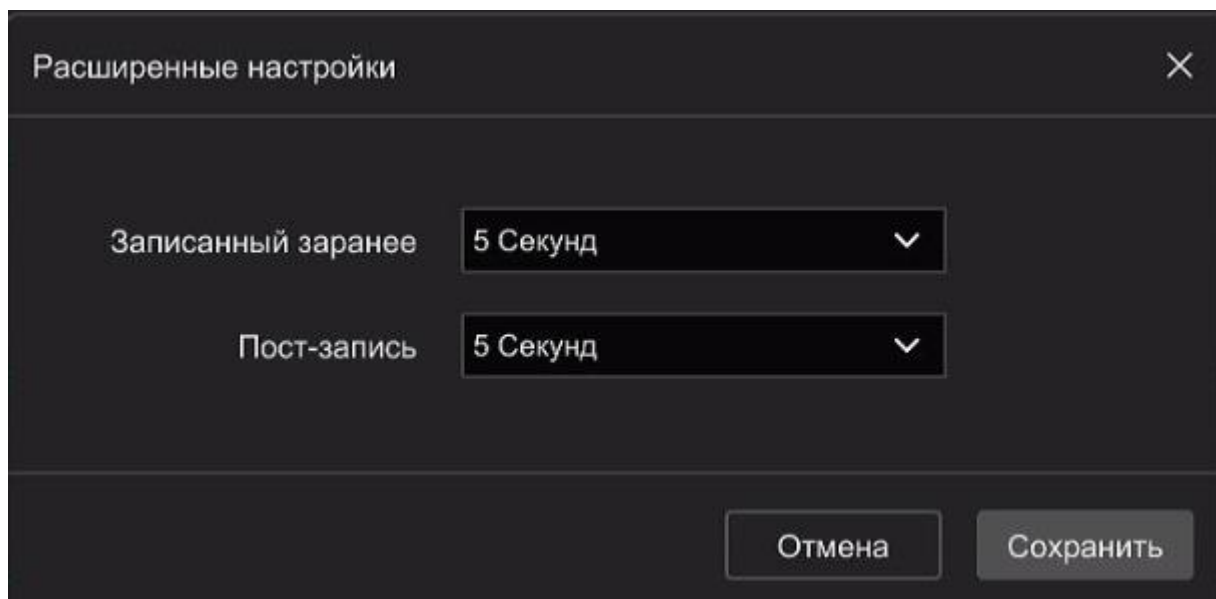 Расширенные настройки
Записанный заранее 5 Секунд
Пост-запись 5 Секунд
Отмена Сохранить